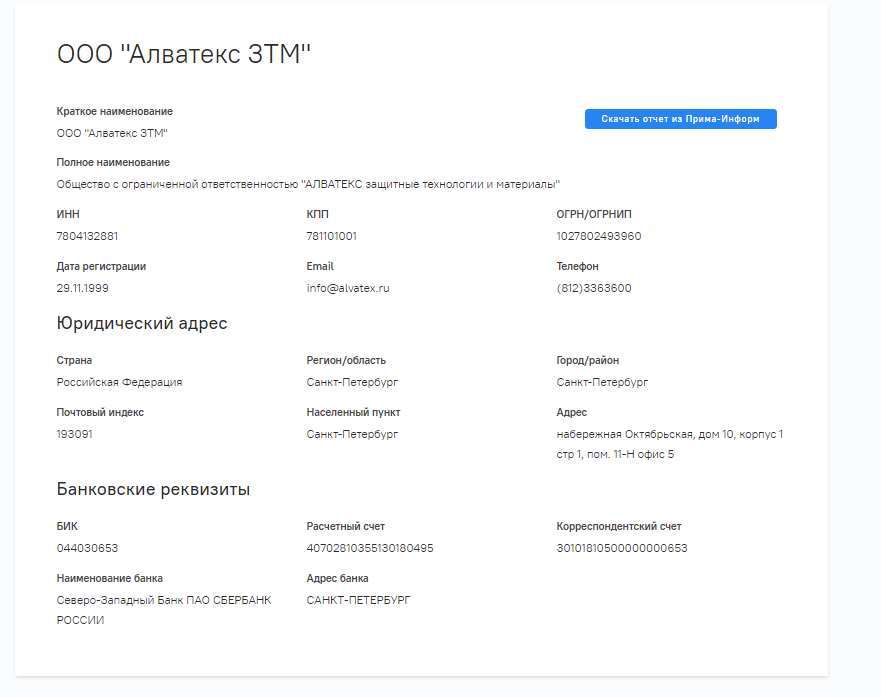 ООО "Алватекс ЗТМ"
Краткое наименование
Скачать отчет из Прима-Информ
ООО "Алватекс ЗТМ"
Полное наименование
Общество с ограниченной ответственностью "АЛВАТЕКС защитные технологии и материалы"
ИНН КПП ОГРН/ОГРНИП
7804132881 781101001 1027802493960
Дата регистрации Email Телефон
29.11.1999 info@alvatex.ru (812)3363600
Юридический адрес
Страна Регион/область Город/район
Российская Федерация Санкт-Петербург Санкт-Петербург
Почтовый индекс Населенный пункт Адрес
193091 Санкт-Петербург набережная Октябрьская, дом 10, корпус 1
стр 1, пом. 11-Н офис 5
Банковские реквизиты
БИК Расчетный счет Корреспондентский счет
044030653 40702810355130180495 30101810500000000653
Наименование банка Адрес банка
Северо-Западный Банк ПАО СБЕРБАНК САНКТ-ПЕТЕРБУРГ
РОССИИ